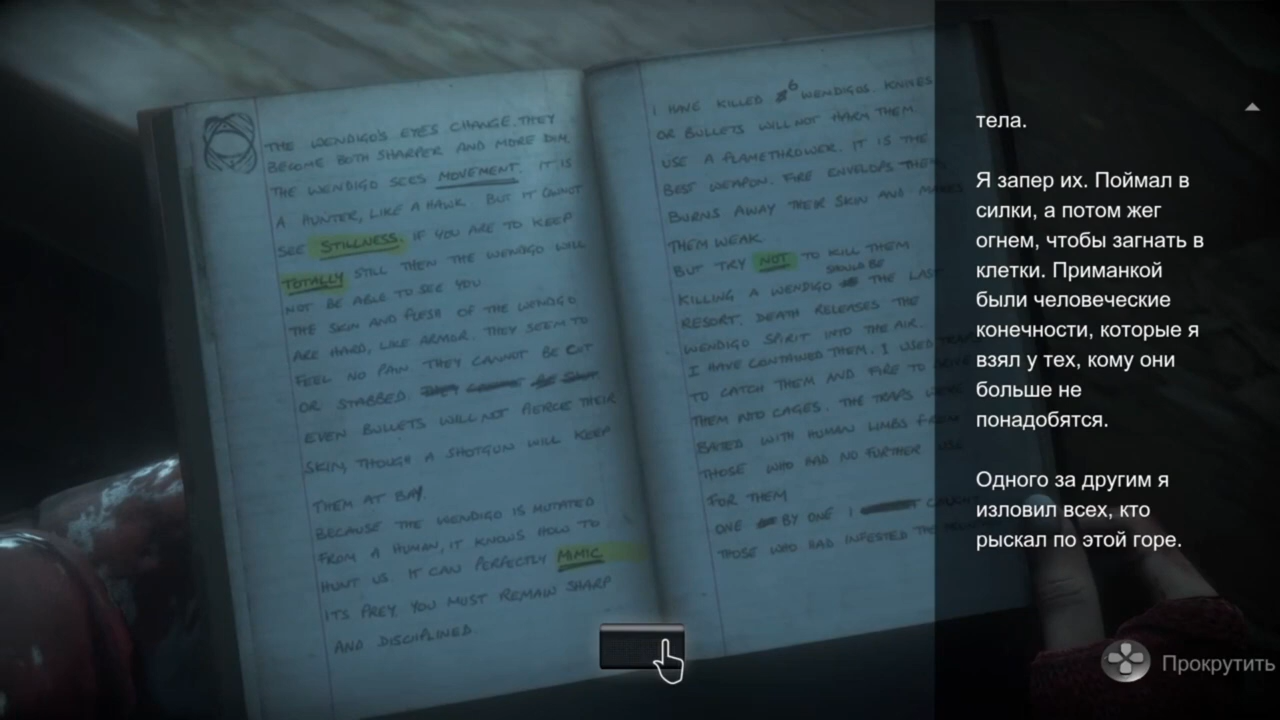 THE WENDIGO'S EYES CHANGE. THEY
BECOME BOTH SHARPER AND MORE DIM.
THE WENDIGO SEES MOVEMENT. IT IS
A HUNTER, LIKE A HAWK. BUT IT CANNOT
SEE STILLNESS. IF YOU ARE TO KEEP
TOTALLY STILL THEN THE WENDIGO WILL
NOT BE ABLE TO SEE YOU
THE SKIN AND FLESH OF THE WENDIGO
ARE HARD, LIKE ARMOR. THEY SEEM TO
FEEL NO PAIN. THEY CANNOT BE CUT
OR STABBED.
EVEN BULLETS WILL NOT PIERCE THEIR
SKIN, THOUGH A SHOTGUN WILL KEEP
THEM AT BAY.
BECAUSE THE WENDIGO IS MUTATED
FROM A HUMAN, IT KNOWS HOW TO
HUNT US. IT CAN PERFECTLY MIMIC
ITS PREY. YOU MUST REMAIN SHARP
AND DISCIPLINED.
I HAVE KILLED 6 WENDIGOS. KNIVES
OR BULLETS WILL NOT HARM THEM.
USE A FLAMETHROWER. IT IS THE
BEST WEAPON. FIRE ENVELOPS THEM
BURNS AWAY THEIR SKIN AND MAKES
THEM WEAK
BUT TRY NOT TO KILL THEM
SHOULD BE
KILLING A WENDIGO THE LAST
RESORT. DEATH RELEASES THE
WENDIGO SPIRIT INTO THE AIR.
I HAVE CONTAINED THEM. I USED TRAPS
TO CATCH THEM AND FIRE TO DRIVE
THEM INTO CAGES. THE TRAPS WERE
BAITED WITH HUMAN LIMBS FROM
THOSE WHO HAD NO FURTHER USE
FOR THEM
ONE BY ONE I CAUGHT
THOSE WHO HAD INFESTED THE
тела.
Я запер их. Поймал в
силки, а потом жег
огнем, чтобы загнать в
клетки. Приманкой
были человеческие
конечности, которые я
взял у тех, кому они
больше не
понадобятся.
Одного за другим я
изловил всех, кто
рыскал по этой горе.
Прокрутить